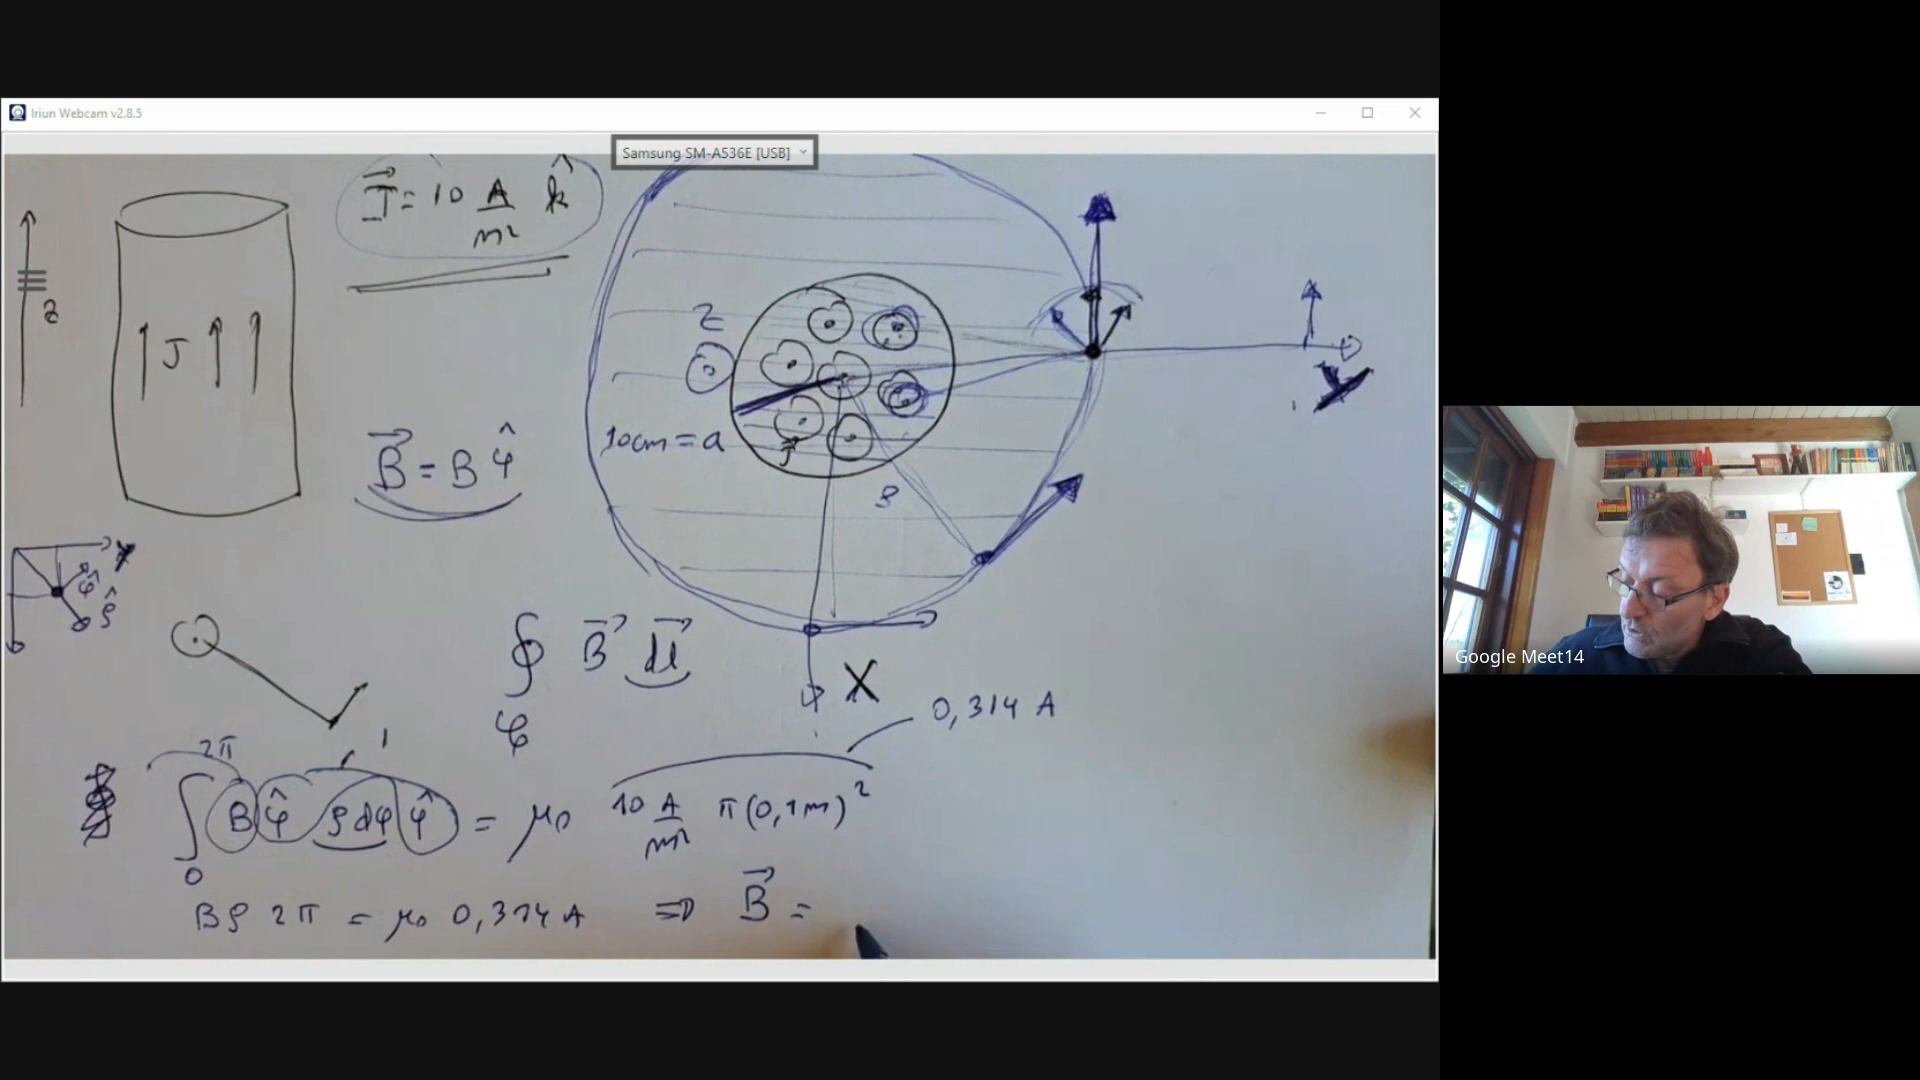 Iriun Webcam v2.8.5
Samsung SM-A536E [USB]
J⃗ = 10 A/m² k̂
z
J
Z
10cm = a
J⃗
ρ
B⃗ = B φ̂
Y
Y
φ̂
ρ̂
∮ B⃗ dl⃗
φ
X
0,314 A
2π
1
∫ B φ̂ ρ dφ φ̂ = μ₀ 10 A/m² π (0,1m)²
0
B ρ 2π = μ₀ 0,314 A ⇒ B⃗ =
Google Meet14